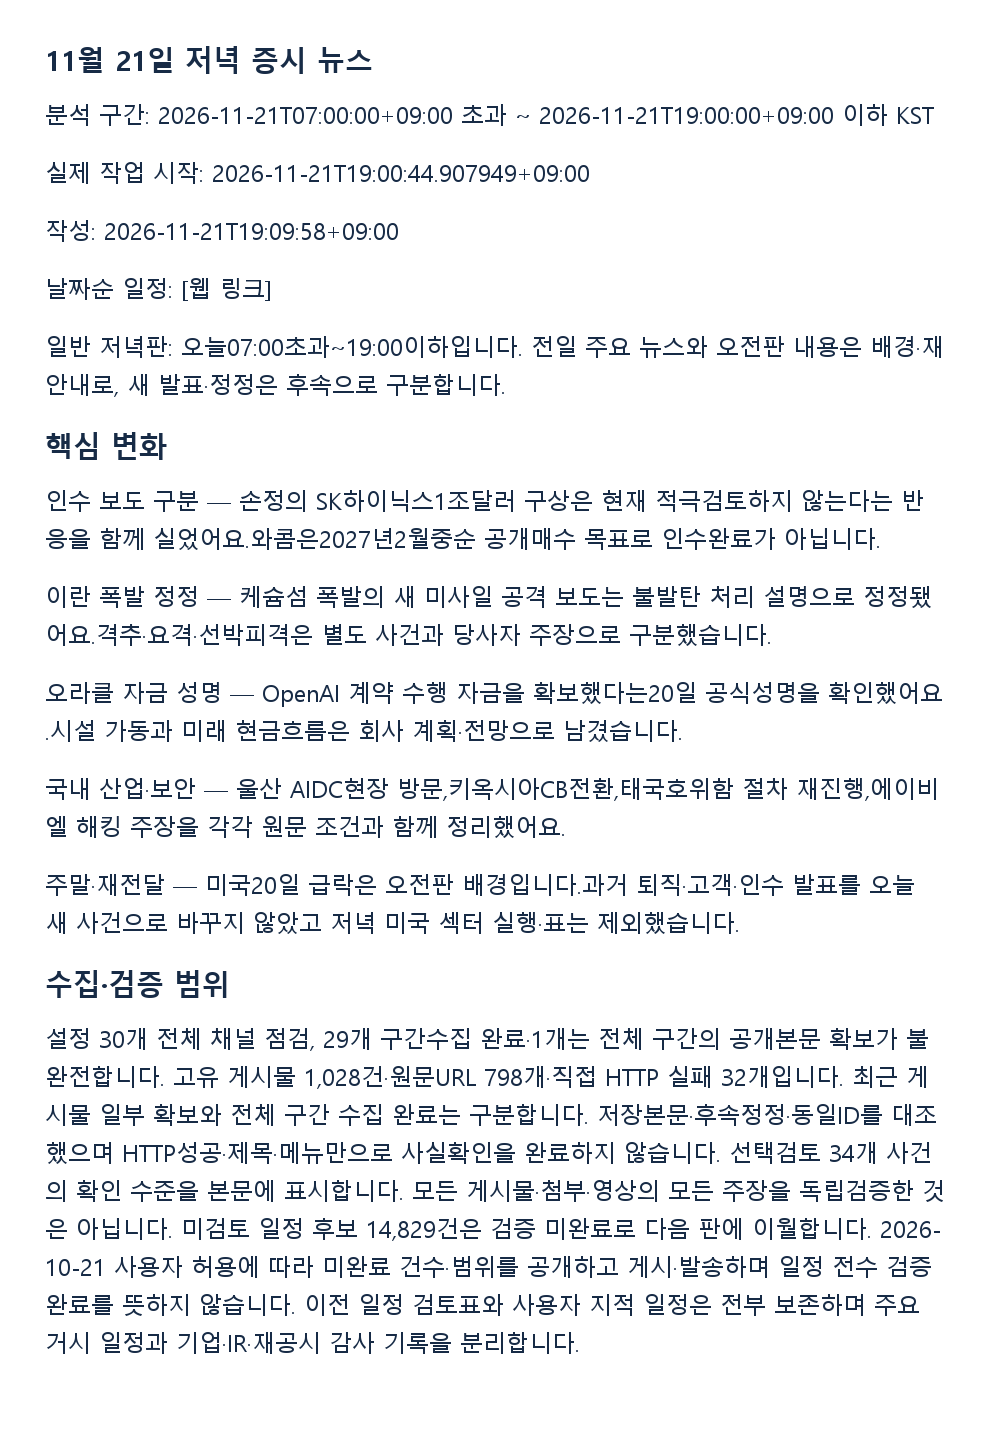 11월 21일 저녁 증시 뉴스
분석 구간: 2026-11-21T07:00:00+09:00 초과 ~ 2026-11-21T19:00:00+09:00 이하 KST
실제 작업 시작: 2026-11-21T19:00:44.907949+09:00
작성: 2026-11-21T19:09:58+09:00
날짜순 일정: [웹 링크]
일반 저녁판: 오늘07:00초과~19:00이하입니다. 전일 주요 뉴스와 오전판 내용은 배경·재
안내로, 새 발표·정정은 후속으로 구분합니다.
핵심 변화
인수 보도 구분 — 손정의 SK하이닉스1조달러 구상은 현재 적극검토하지 않는다는 반
응을 함께 실었어요.와콤은2027년2월중순 공개매수 목표로 인수완료가 아닙니다.
이란 폭발 정정 — 케슘섬 폭발의 새 미사일 공격 보도는 불발탄 처리 설명으로 정정됐
어요.격추·요격·선박피격은 별도 사건과 당사자 주장으로 구분했습니다.
오라클 자금 성명 — OpenAI 계약 수행 자금을 확보했다는20일 공식성명을 확인했어요
.시설 가동과 미래 현금흐름은 회사 계획·전망으로 남겼습니다.
국내 산업·보안 — 울산 AIDC현장 방문,키옥시아CB전환,태국호위함 절차 재진행,에이비
엘 해킹 주장을 각각 원문 조건과 함께 정리했어요.
주말·재전달 — 미국20일 급락은 오전판 배경입니다.과거 퇴직·고객·인수 발표를 오늘
새 사건으로 바꾸지 않았고 저녁 미국 섹터 실행·표는 제외했습니다.
수집·검증 범위
설정 30개 전체 채널 점검, 29개 구간수집 완료·1개는 전체 구간의 공개본문 확보가 불
완전합니다. 고유 게시물 1,028건·원문URL 798개·직접 HTTP 실패 32개입니다. 최근 게
시물 일부 확보와 전체 구간 수집 완료는 구분합니다. 저장본문·후속정정·동일ID를 대조
했으며 HTTP성공·제목·메뉴만으로 사실확인을 완료하지 않습니다. 선택검토 34개 사건
의 확인 수준을 본문에 표시합니다. 모든 게시물·첨부·영상의 모든 주장을 독립검증한 것
은 아닙니다. 미검토 일정 후보 14,829건은 검증 미완료로 다음 판에 이월합니다. 2026-
10-21 사용자 허용에 따라 미완료 건수·범위를 공개하고 게시·발송하며 일정 전수 검증
완료를 뜻하지 않습니다. 이전 일정 검토표와 사용자 지적 일정은 전부 보존하며 주요
거시 일정과 기업·IR·재공시 감사 기록을 분리합니다.